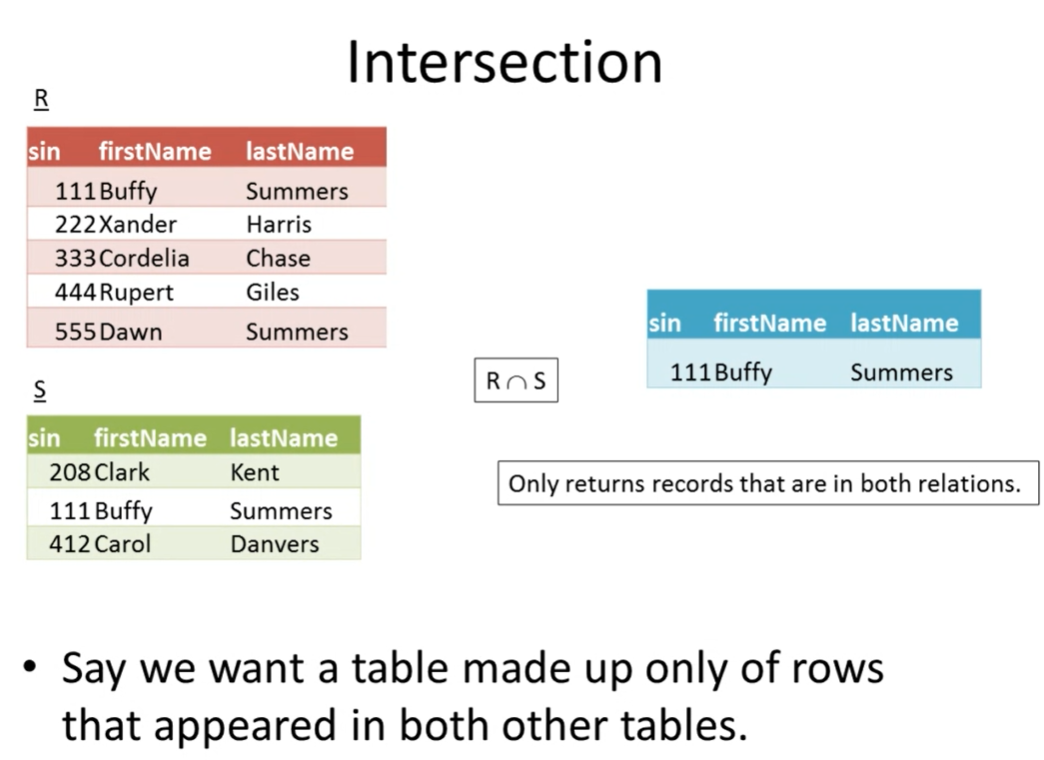 Intersection
R
sin firstName lastName
111 Buffy Summers
222 Xander Harris
333 Cordelia Chase
444 Rupert Giles
555 Dawn Summers
S
sin firstName lastName
208 Clark Kent
111 Buffy Summers
412 Carol Danvers
R ∩ S
sin firstName lastName
111 Buffy Summers
Only returns records that are in both relations.
• Say we want a table made up only of rows
that appeared in both other tables.